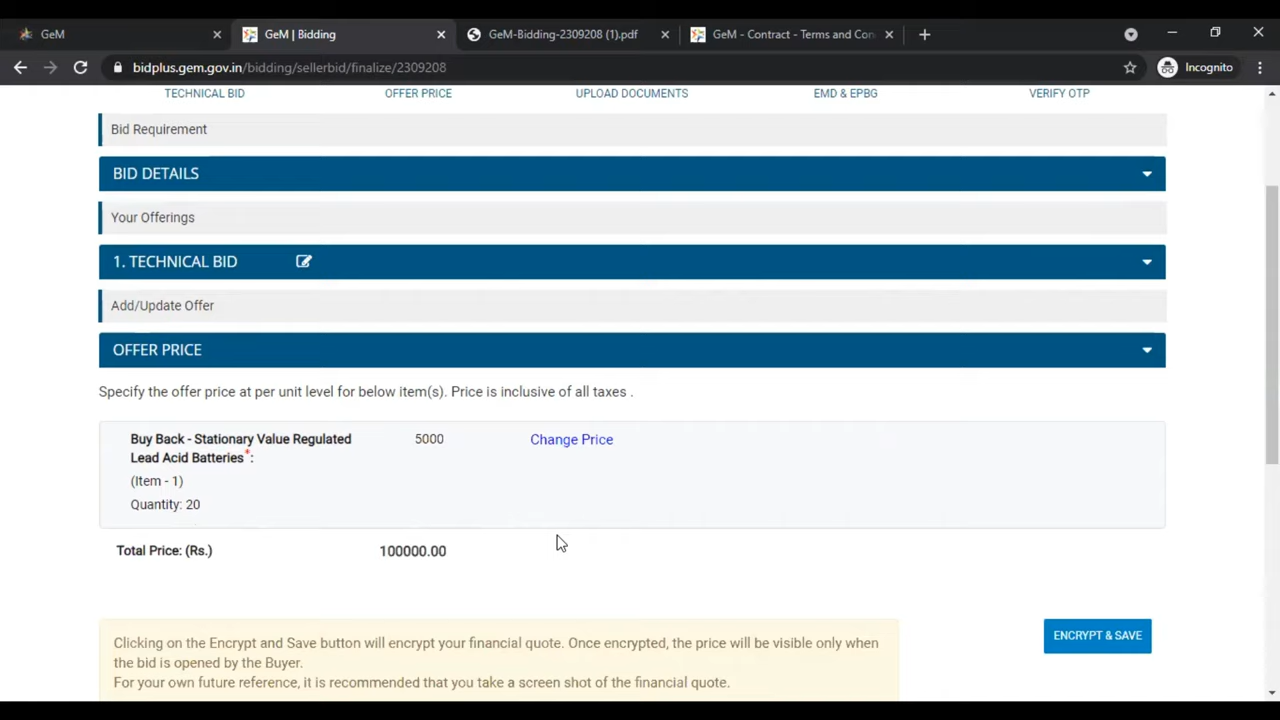 GeM
GeM | Bidding
GeM-Bidding-2309208 (1).pdf
GeM - Contract - Terms and Con
bidplus.gem.gov.in/bidding/sellerbid/finalize/2309208
Incognito
TECHNICAL BID
OFFER PRICE
UPLOAD DOCUMENTS
EMD & EPBG
VERIFY OTP
Bid Requirement
BID DETAILS
Your Offerings
1. TECHNICAL BID
Add/Update Offer
OFFER PRICE
Specify the offer price at per unit level for below item(s). Price is inclusive of all taxes .
Buy Back - Stationary Value Regulated
Lead Acid Batteries*:
5000
Change Price
(Item - 1)
Quantity: 20
Total Price: (Rs.)
100000.00
Clicking on the Encrypt and Save button will encrypt your financial quote. Once encrypted, the price will be visible only when
the bid is opened by the Buyer.
For your own future reference, it is recommended that you take a screen shot of the financial quote.
ENCRYPT & SAVE